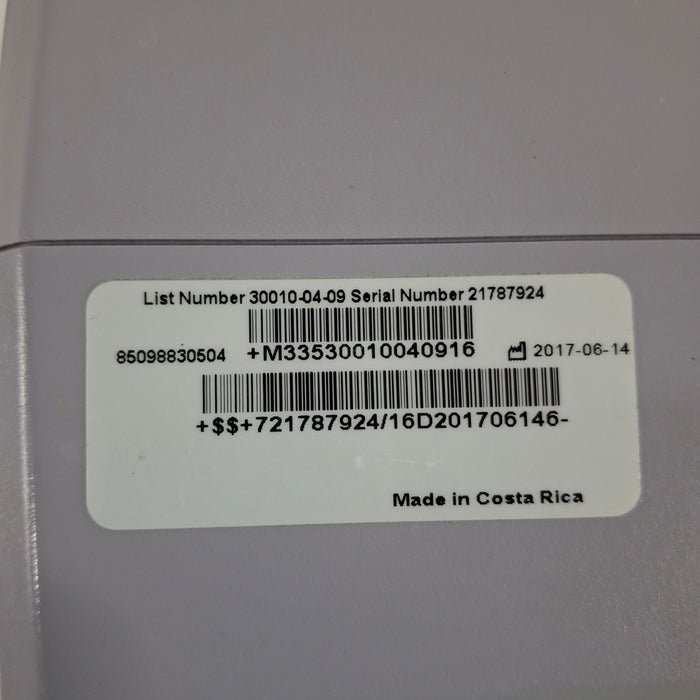 List Number 30010-04-09 Serial Number 21787924
85098830504 +M33530010040916 2017-06-14
+$$+721787924/16D201706146-
Made in Costa Rica